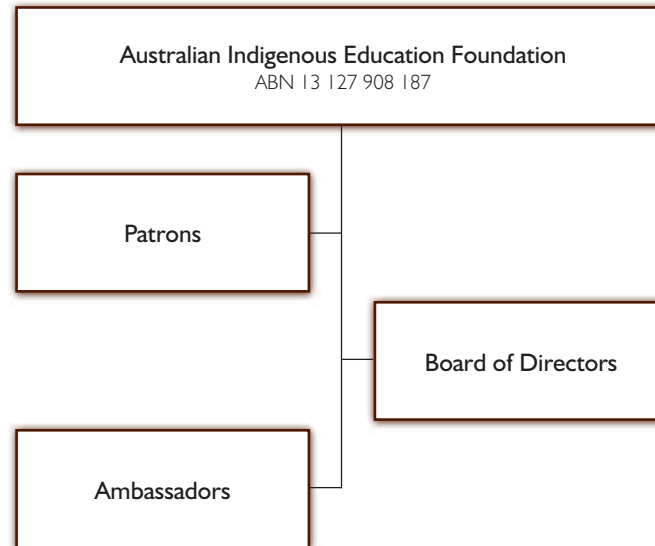 Australian Indigenous Education Foundation
ABN 13 127 908 187
Patrons
Board of Directors
Ambassadors